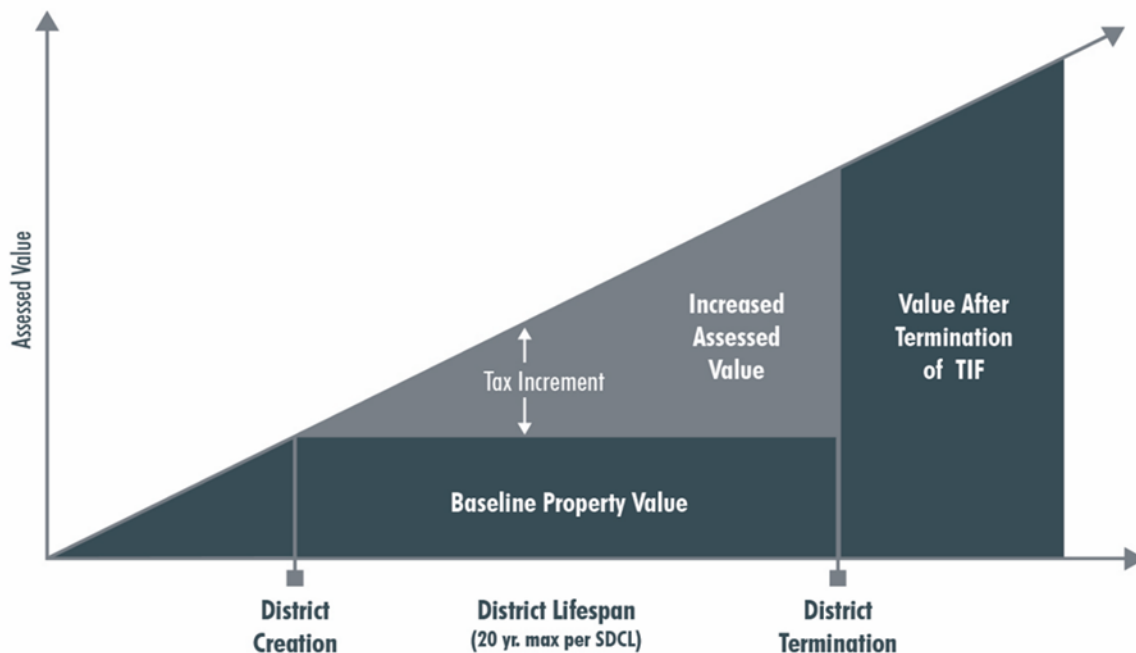 Assessed Value
Increased
Assessed
Value
Value After
Termination
of TIF
Tax Increment
Baseline Property Value
District
Creation
District Lifespan
(20 yr. max per SDCL)
District
Termination